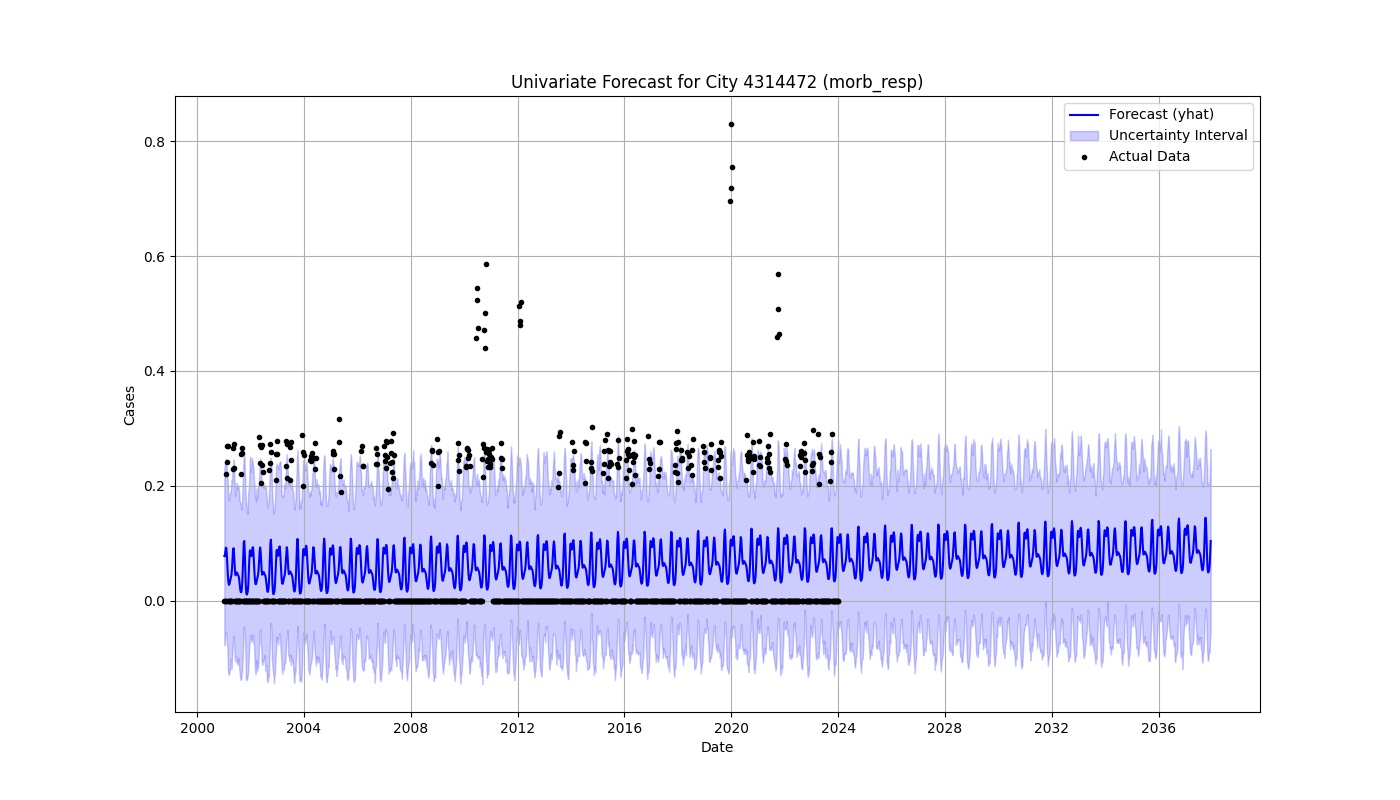 Univariate Forecast for City 4314472 (morb_resp)
Forecast (yhat)
Uncertainty Interval
Actual Data
0.8
0.6
0.4
0.2
0.0
Cases
2000 2004 2008 2012 2016 2020 2024 2028 2032 2036
Date